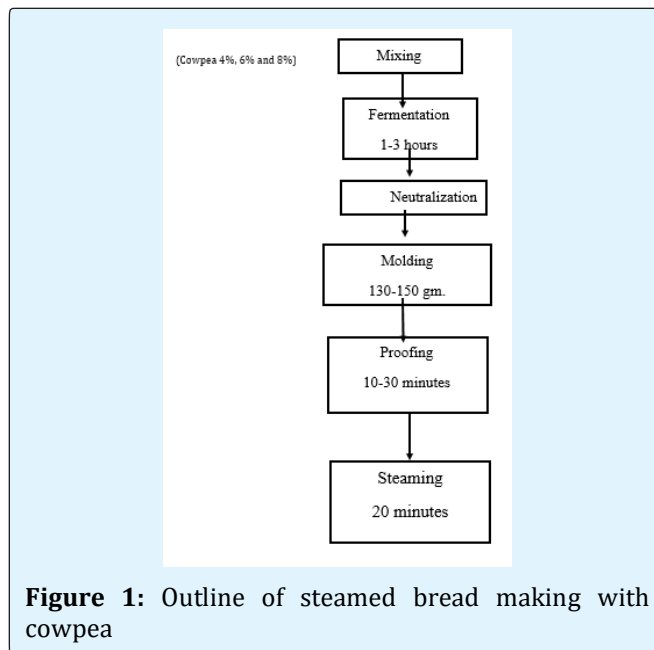 (Cowpea 4%, 6% and 8%)
Mixing
Fermentation
1-3 hours
Neutralization
Molding
130-150 gm.
Proofing
10-30 minutes
Steaming
20 minutes
Figure 1: Outline of steamed bread making with
cowpea